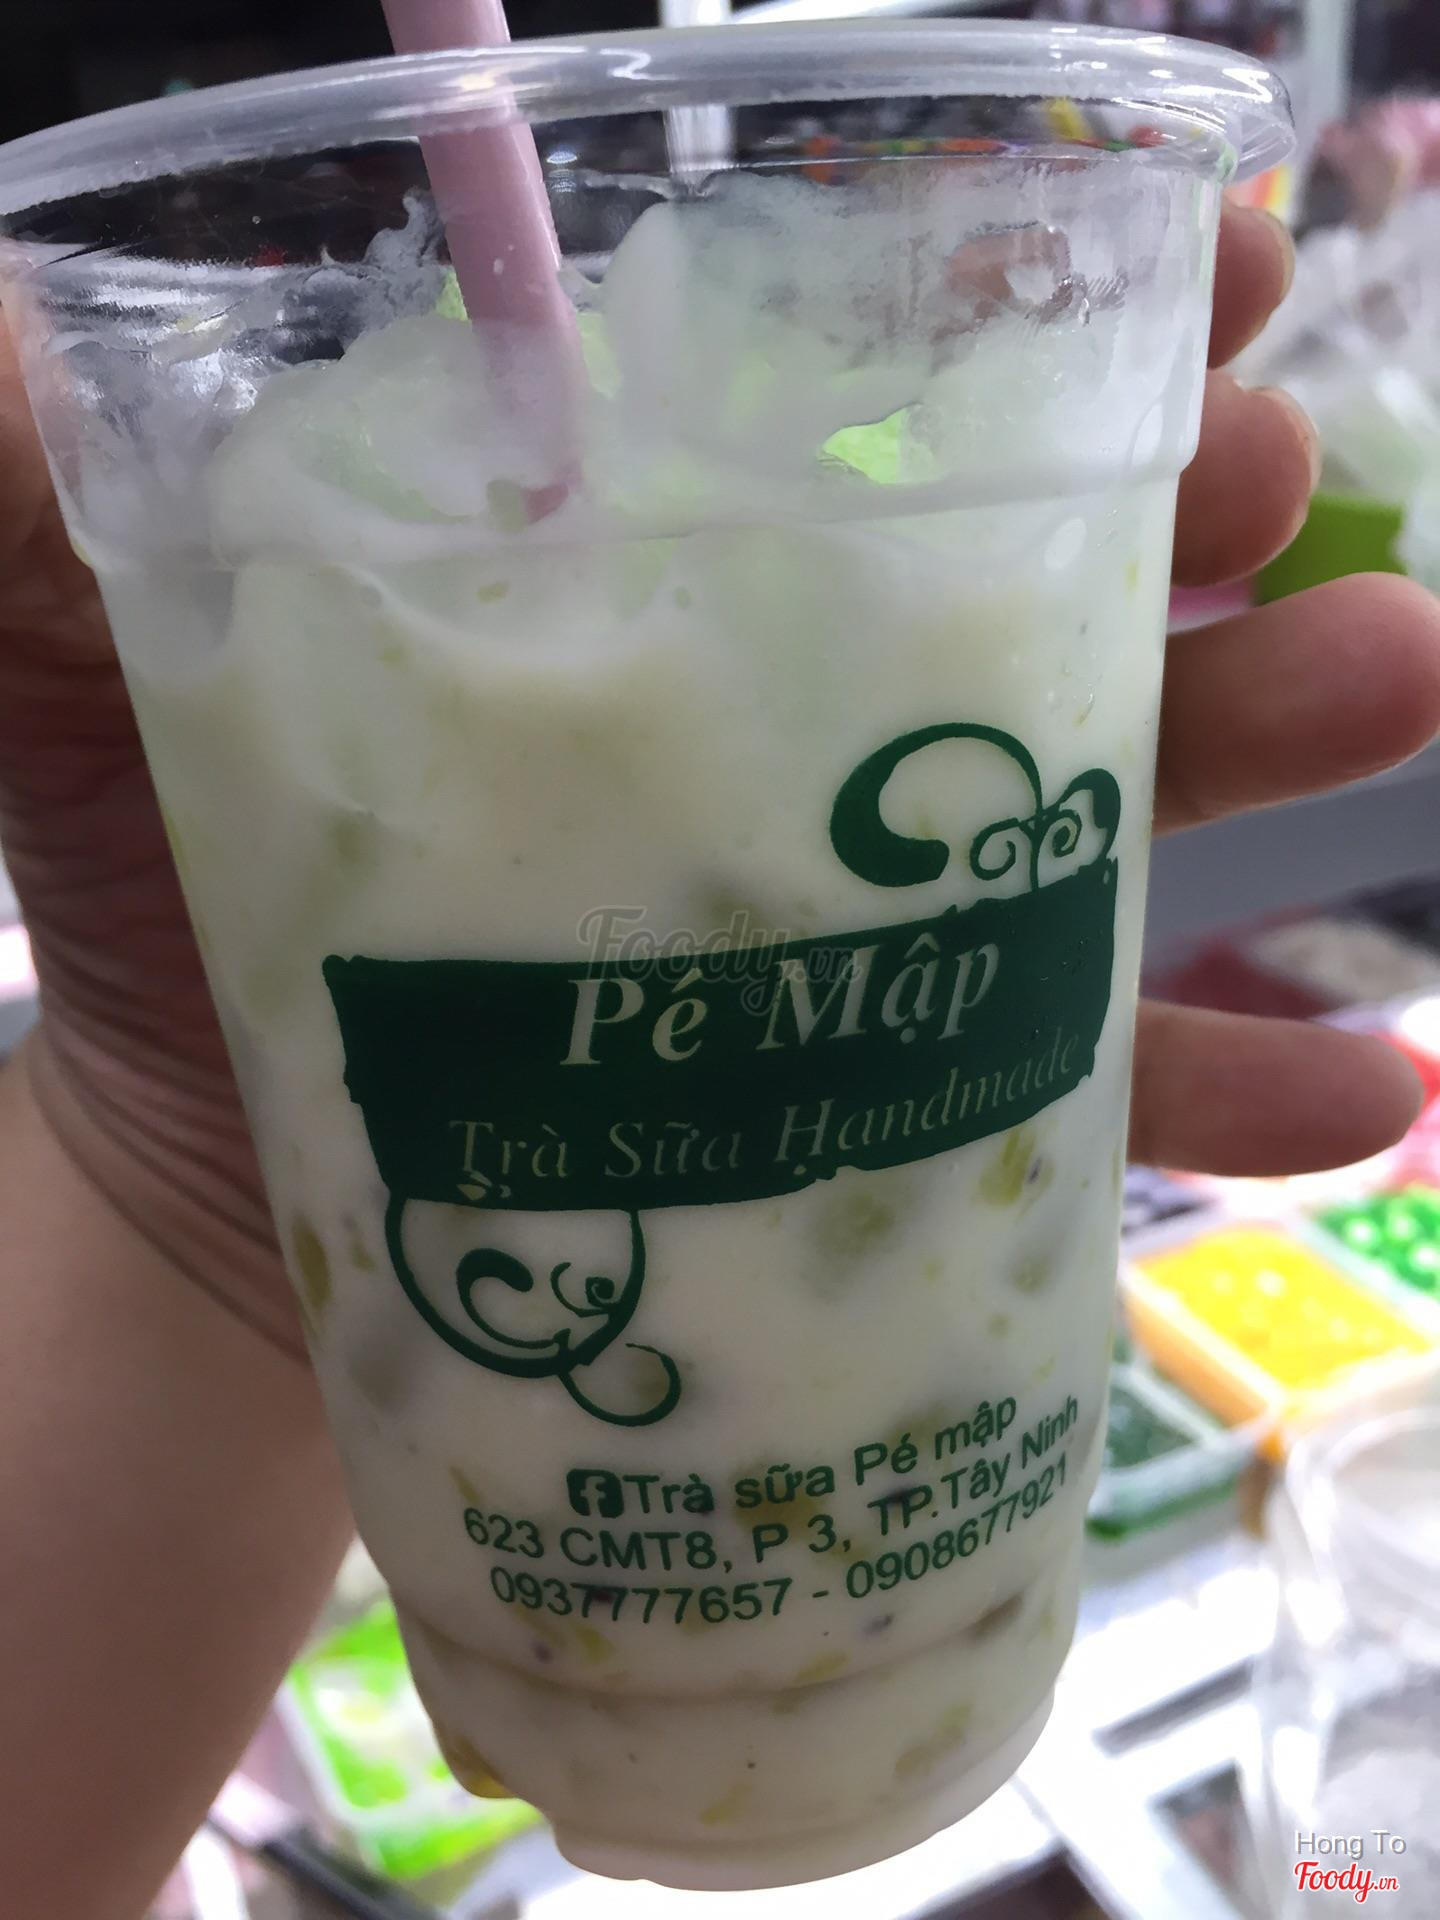 Foody.vn
Pé Mập
Trà Sữa Handmade
Trà sữa Pé mập
623 CMT8, P 3, TP.Tây Ninh
0937777657 - 0908677921
Hong To
Foody.vn